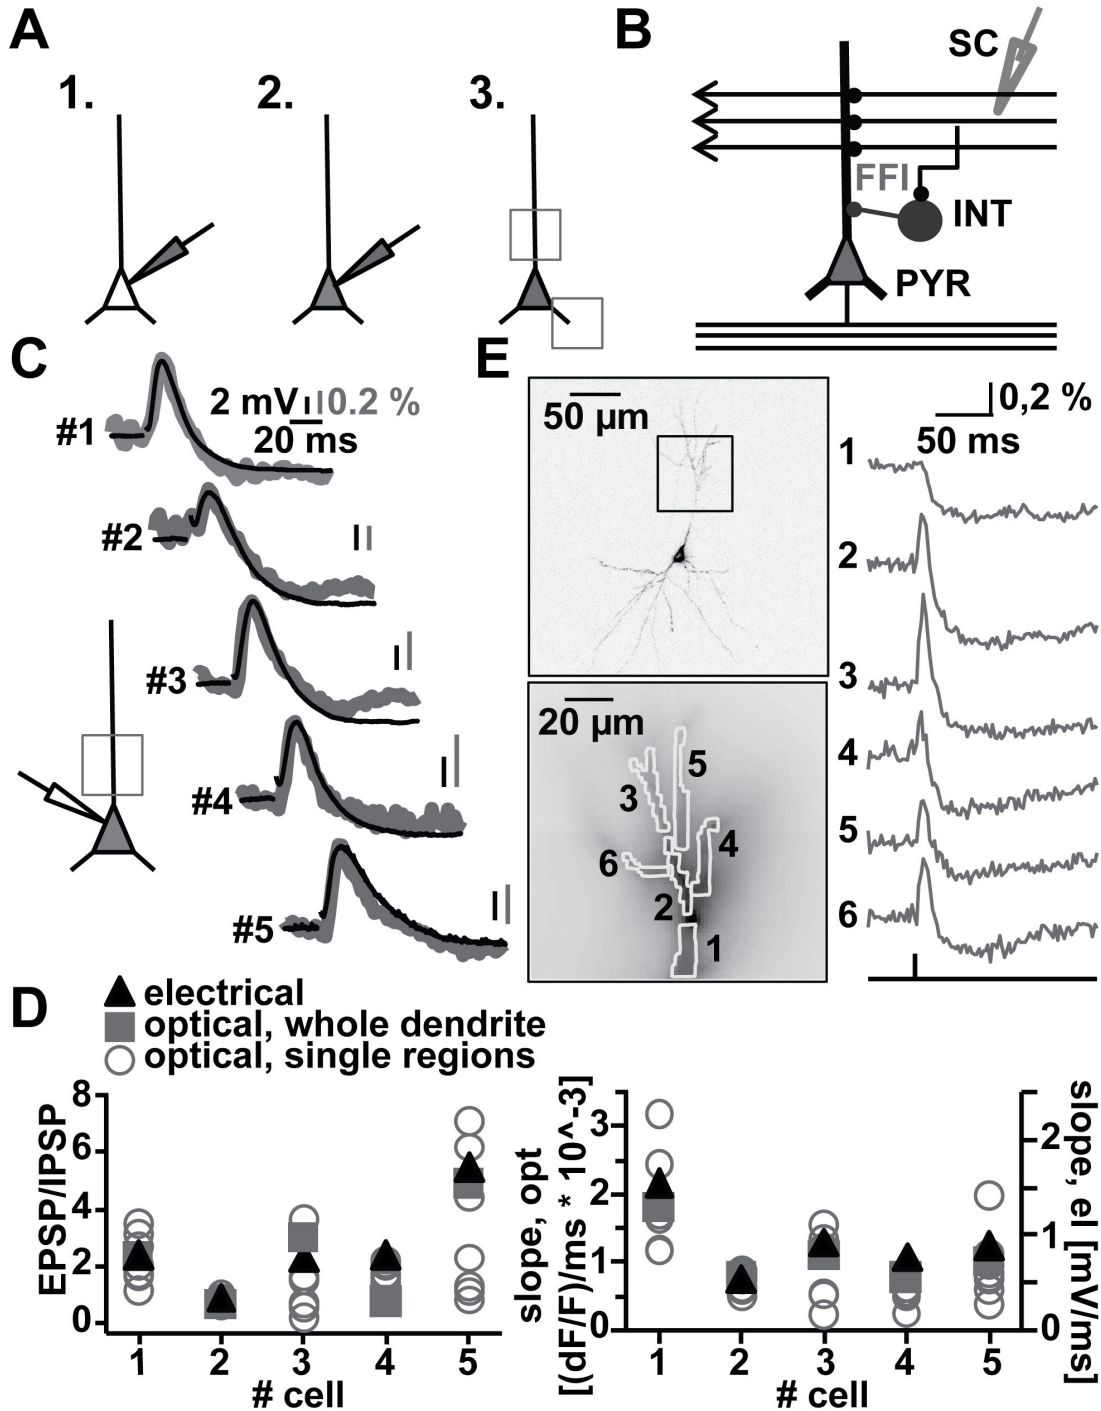 A
1.
2.
3.
B
SC
FFI
INT
PYR
C
#1
2 mV 0.2 %
20 ms
#2
#3
#4
#5
E
50 µm
20 µm
5
3
4
6
2
1
0,2 %
50 ms
1
2
3
4
5
6
D
electrical
optical, whole dendrite
optical, single regions
EPSP/IPSP
8
6
4
2
0
1 2 3 4 5
# cell
slope, opt
[(dF/F)/ms * 10^-3]
3
2
1
0
1 2 3 4 5
# cell
2
1
0
slope, el [mV/ms]